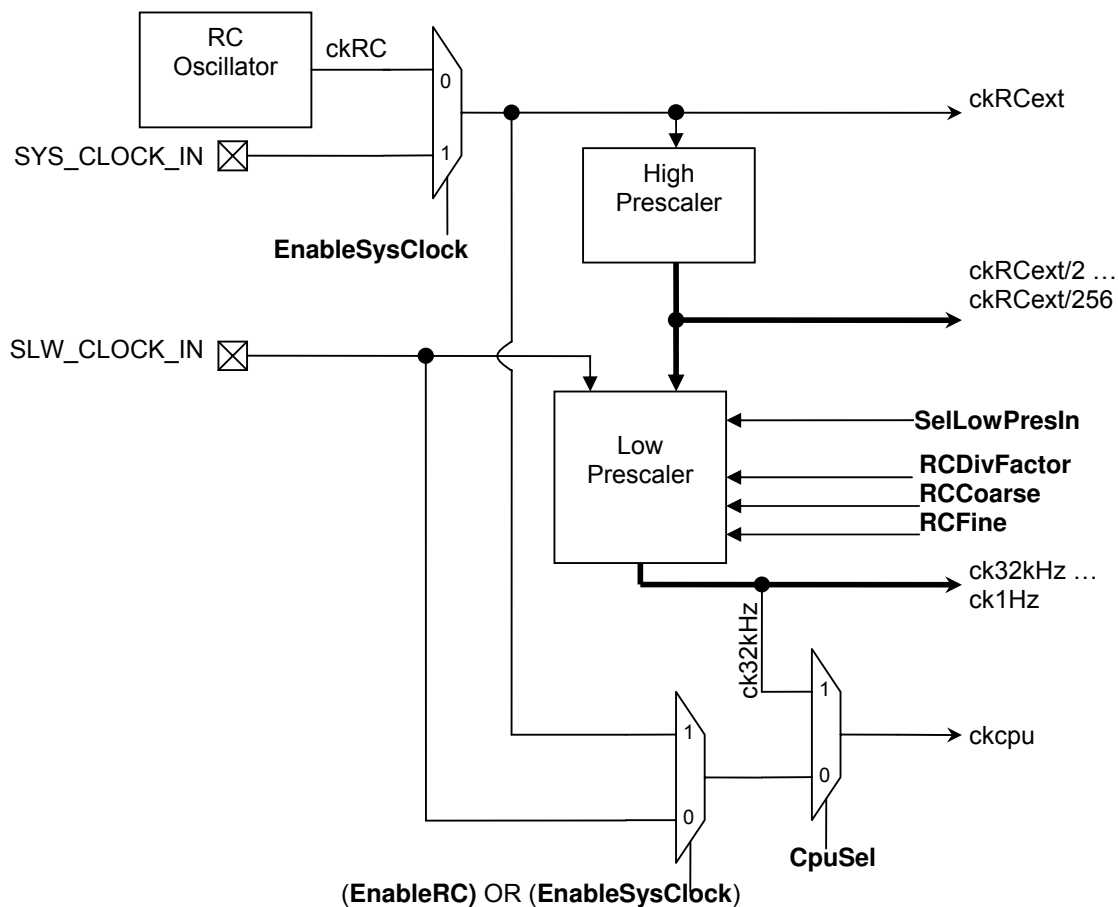 RC
Oscillator
ckRC
0
1
SYS_CLOCK_IN
EnableSysClock
ckRCext
High
Prescaler
ckRCext/2 ...
ckRCext/256
SLW_CLOCK_IN
Low
Prescaler
SelLowPresIn
RCDivFactor
RCCoarse
RCFine
ck32kHz ...
ck1Hz
ck32kHz
1
0
1
0
ckcpu
CpuSel
(EnableRC) OR (EnableSysClock)